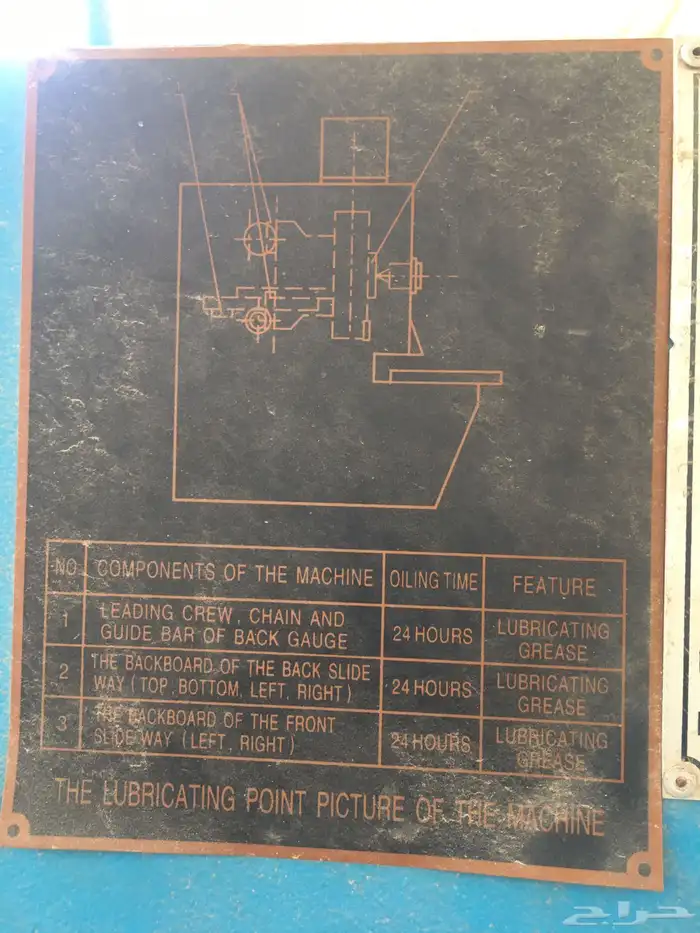 NO
COMPONENTS OF THE MACHINE
OILING TIME
FEATURE
1
LEADING CREW, CHAIN AND
GUIDE BAR OF BACK GAUGE
24 HOURS
LUBRICATING
GREASE
2
THE BACKBOARD OF THE BACK SLIDE
WAY (TOP, BOTTOM, LEFT, RIGHT)
24 HOURS
LUBRICATING
GREASE
3
THE BACKBOARD OF THE FRONT
SLIDE WAY (LEFT, RIGHT)
24 HOURS
LUBRICATING
GREASE
THE LUBRICATING POINT PICTURE OF THE MACHINE
حراج